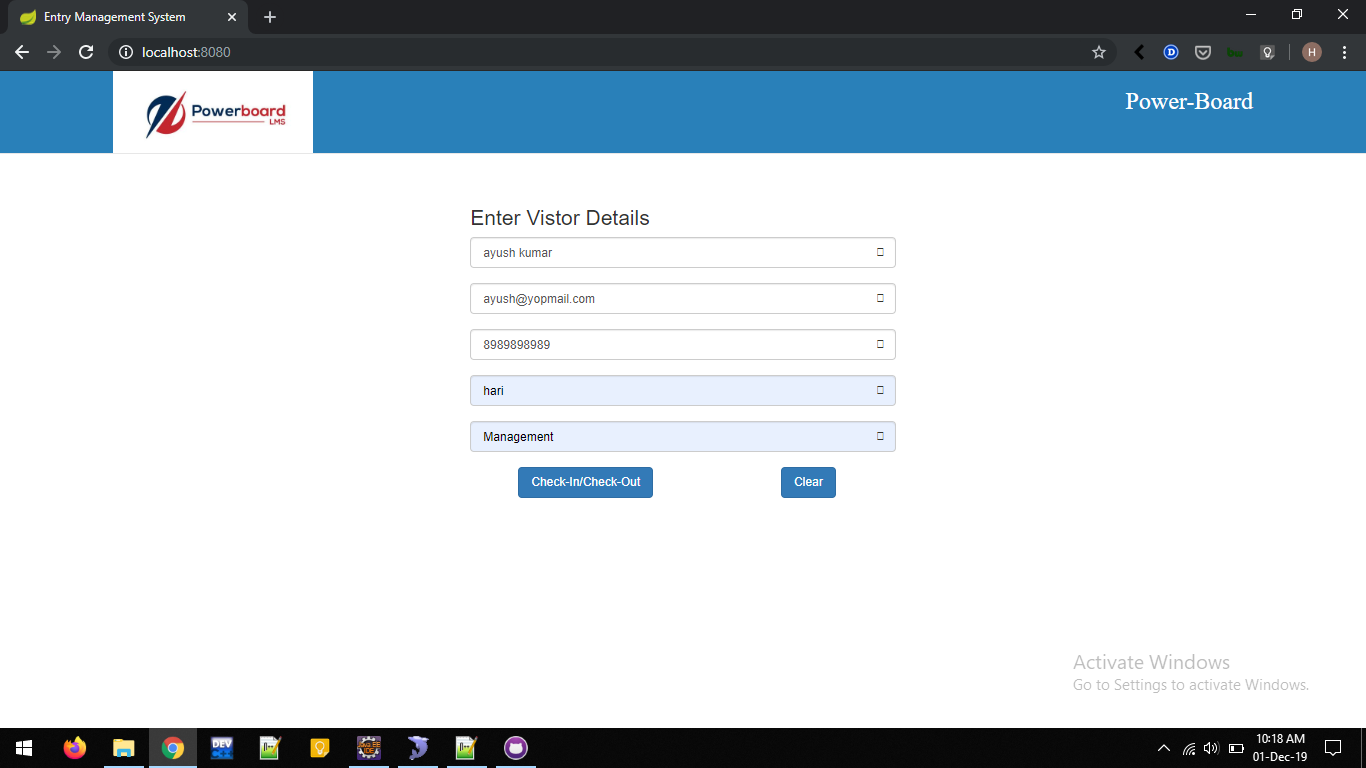 Entry Management System
localhost:8080
H
Powerboard
LMS
Power-Board
Enter Vistor Details
ayush kumar
ayush@yopmail.com
8989898989
hari
Management
Check-In/Check-Out
Clear
Activate Windows
Go to Settings to activate Windows.
DEV
10:18 AM
01-Dec-19